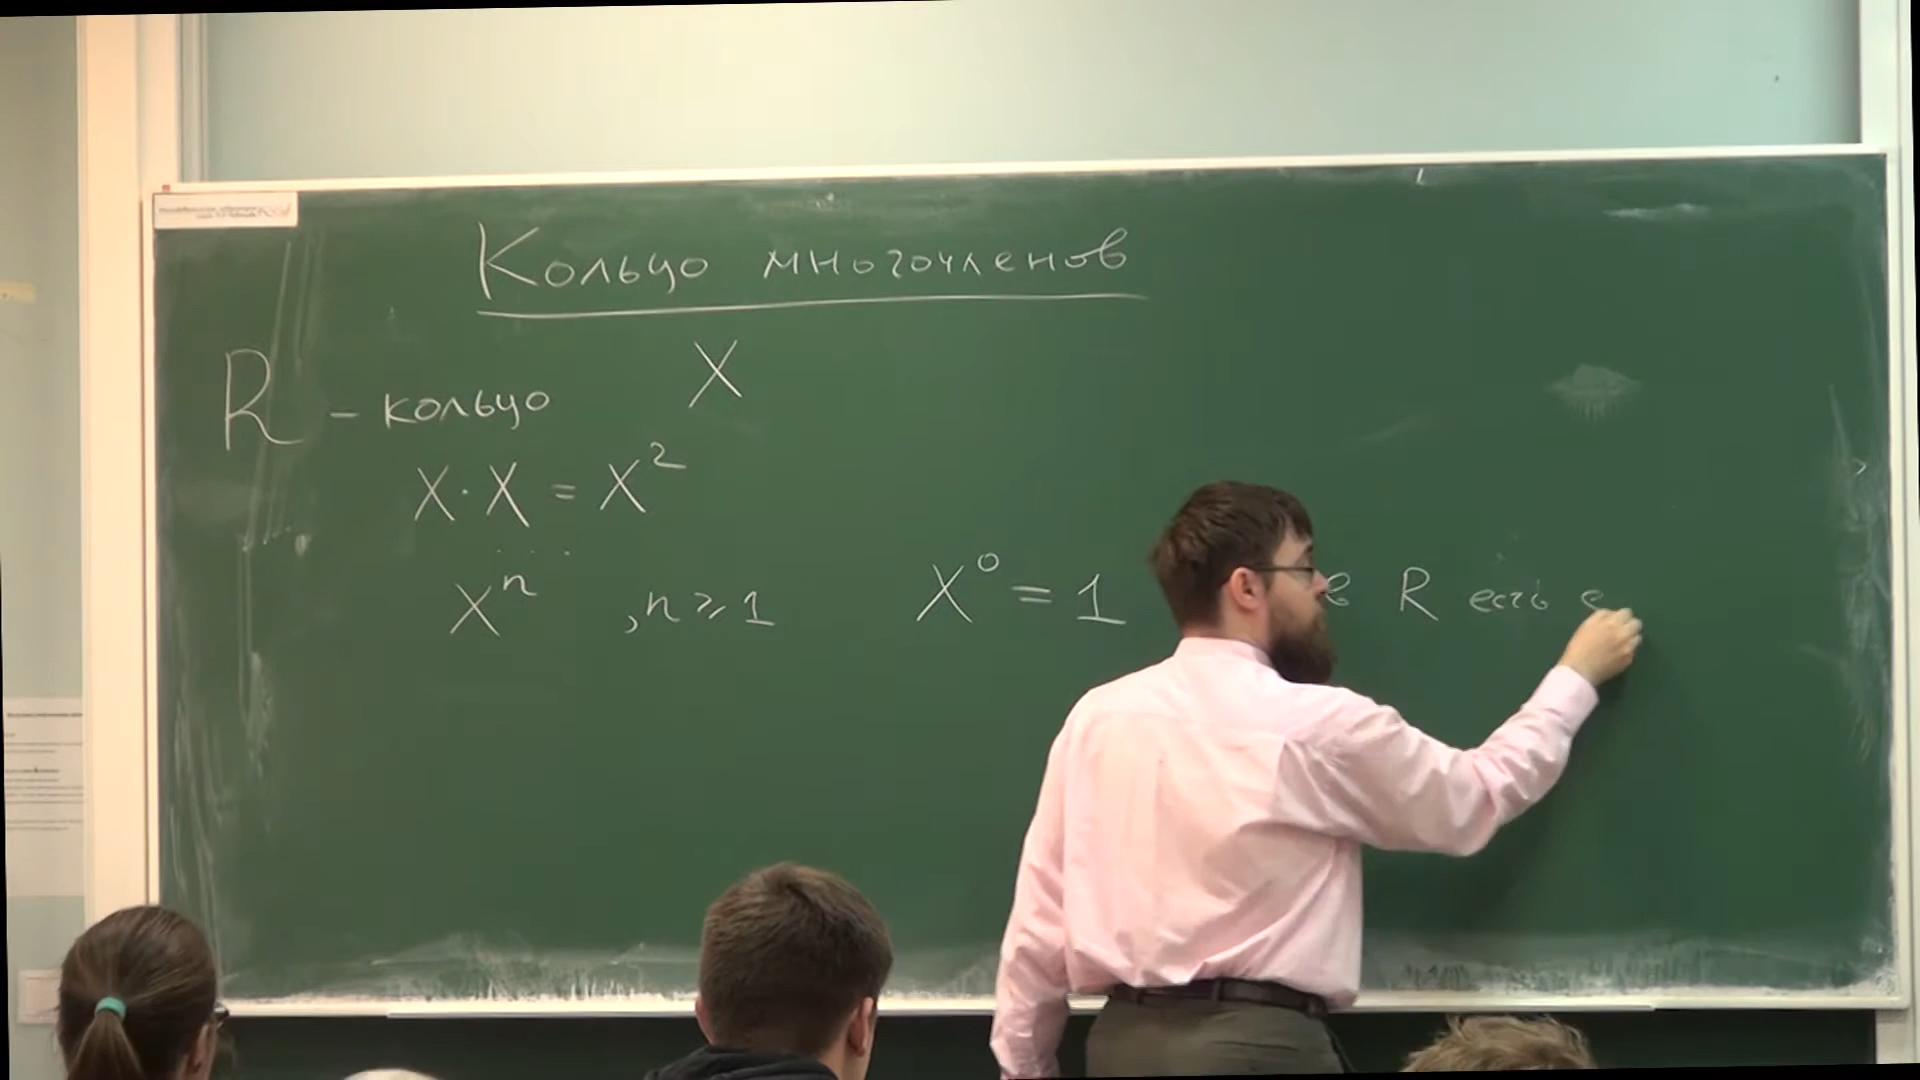 Кольцо многочленов
R – кольцо X
X · X = X²
. . .
Xⁿ , n ⩾ 1 X⁰ = 1 в R есть